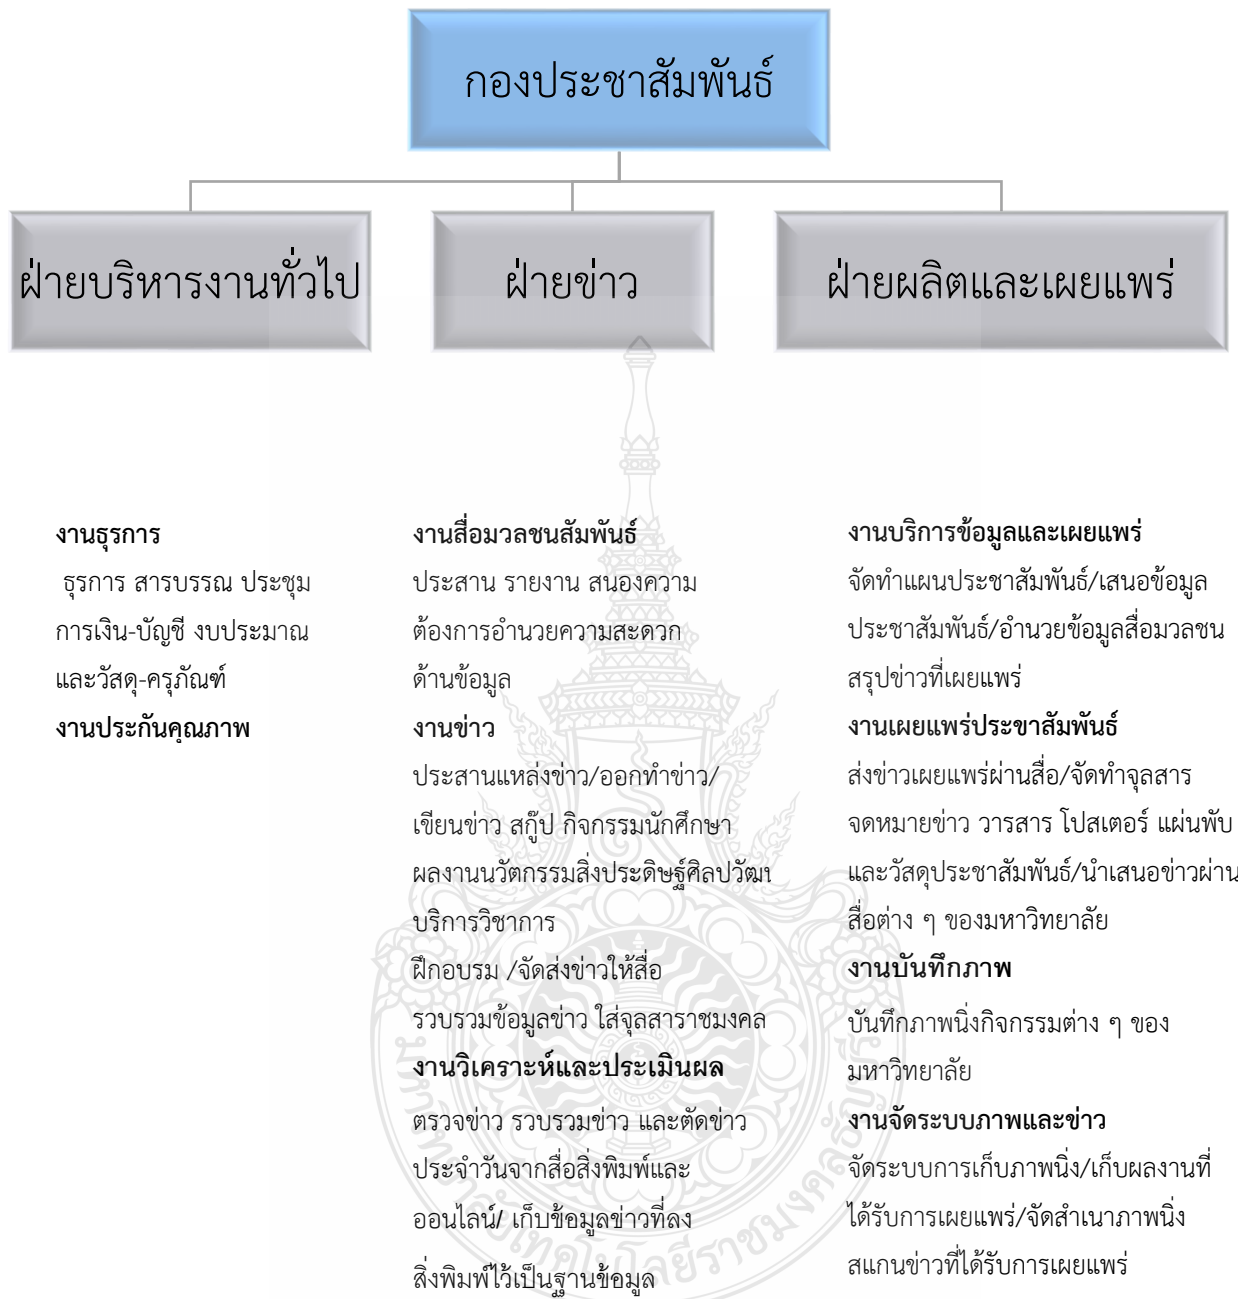 กองประชาสัมพันธ์
ฝ่ายบริหารงานทั่วไป
ฝ่ายข่าว
ฝ่ายผลิตและเผยแพร่
งานธุรการ
ธุรการ สารบรรณ ประชุม
การเงิน-บัญชี งบประมาณ
และวัสดุ-ครุภัณฑ์
งานประกันคุณภาพ
งานสื่อมวลชนสัมพันธ์
ประสาน รายงาน สนองความ
ต้องการอำนวยความสะดวก
ด้านข้อมูล
งานข่าว
ประสานแหล่งข่าว/ออกทำข่าว/
เขียนข่าว สกู๊ป กิจกรรมนักศึกษา
ผลงานนวัตกรรมสิ่งประดิษฐ์ศิลปวัฒน
บริการวิชาการ
ฝึกอบรม /จัดส่งข่าวให้สื่อ
รวบรวมข้อมูลข่าว ใส่จุลสาราชมงคล
งานวิเคราะห์และประเมินผล
ตรวจข่าว รวบรวมข่าว และตัดข่าว
ประจำวันจากสื่อสิ่งพิมพ์และ
ออนไลน์/ เก็บข้อมูลข่าวที่ลง
สิ่งพิมพ์ไว้เป็นฐานข้อมูล
งานบริการข้อมูลและเผยแพร่
จัดทำแผนประชาสัมพันธ์/เสนอข้อมูล
ประชาสัมพันธ์/อำนวยข้อมูลสื่อมวลชน
สรุปข่าวที่เผยแพร่
งานเผยแพร่ประขาสัมพันธ์
ส่งข่าวเผยแพร่ผ่านสื่อ/จัดทำจุลสาร
จดหมายข่าว วารสาร โปสเตอร์ แผ่นพับ
และวัสดุประชาสัมพันธ์/นำเสนอข่าวผ่าน
สื่อต่าง ๆ ของมหาวิทยาลัย
งานบันทึกภาพ
บันทึกภาพนิ่งกิจกรรมต่าง ๆ ของ
มหาวิทยาลัย
งานจัดระบบภาพและข่าว
จัดระบบการเก็บภาพนิ่ง/เก็บผลงานที่
ได้รับการเผยแพร่/จัดสำเนาภาพนิ่ง
สแกนข่าวที่ได้รับการเผยแพร่
มหาวิทยาลัยเทคโนโลยีราชมงคลธัญบุรี